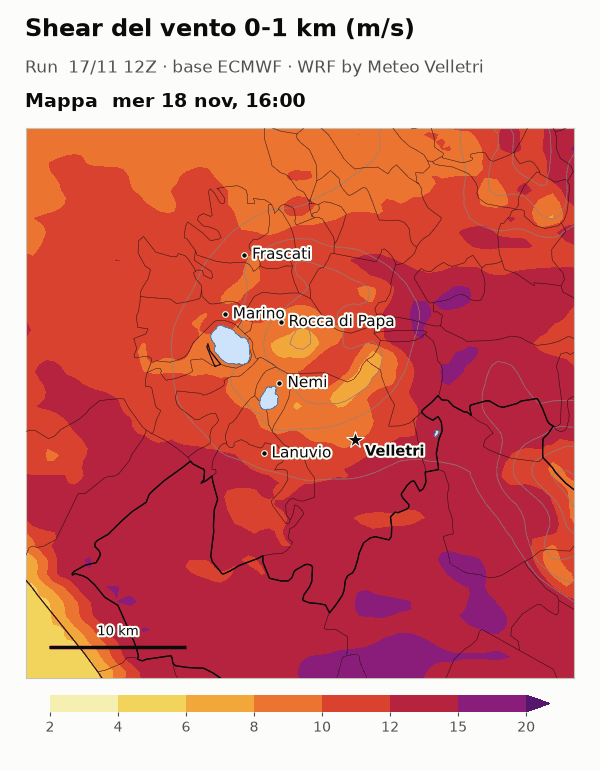 Shear del vento 0-1 km (m/s)
Run  17/11 12Z · base ECMWF · WRF by Meteo Velletri
Mappa  mer 18 nov, 16:00
Frascati
Marino
Rocca di Papa
Nemi
Velletri
Lanuvio
10 km
2 4 6 8 10 12 15 20